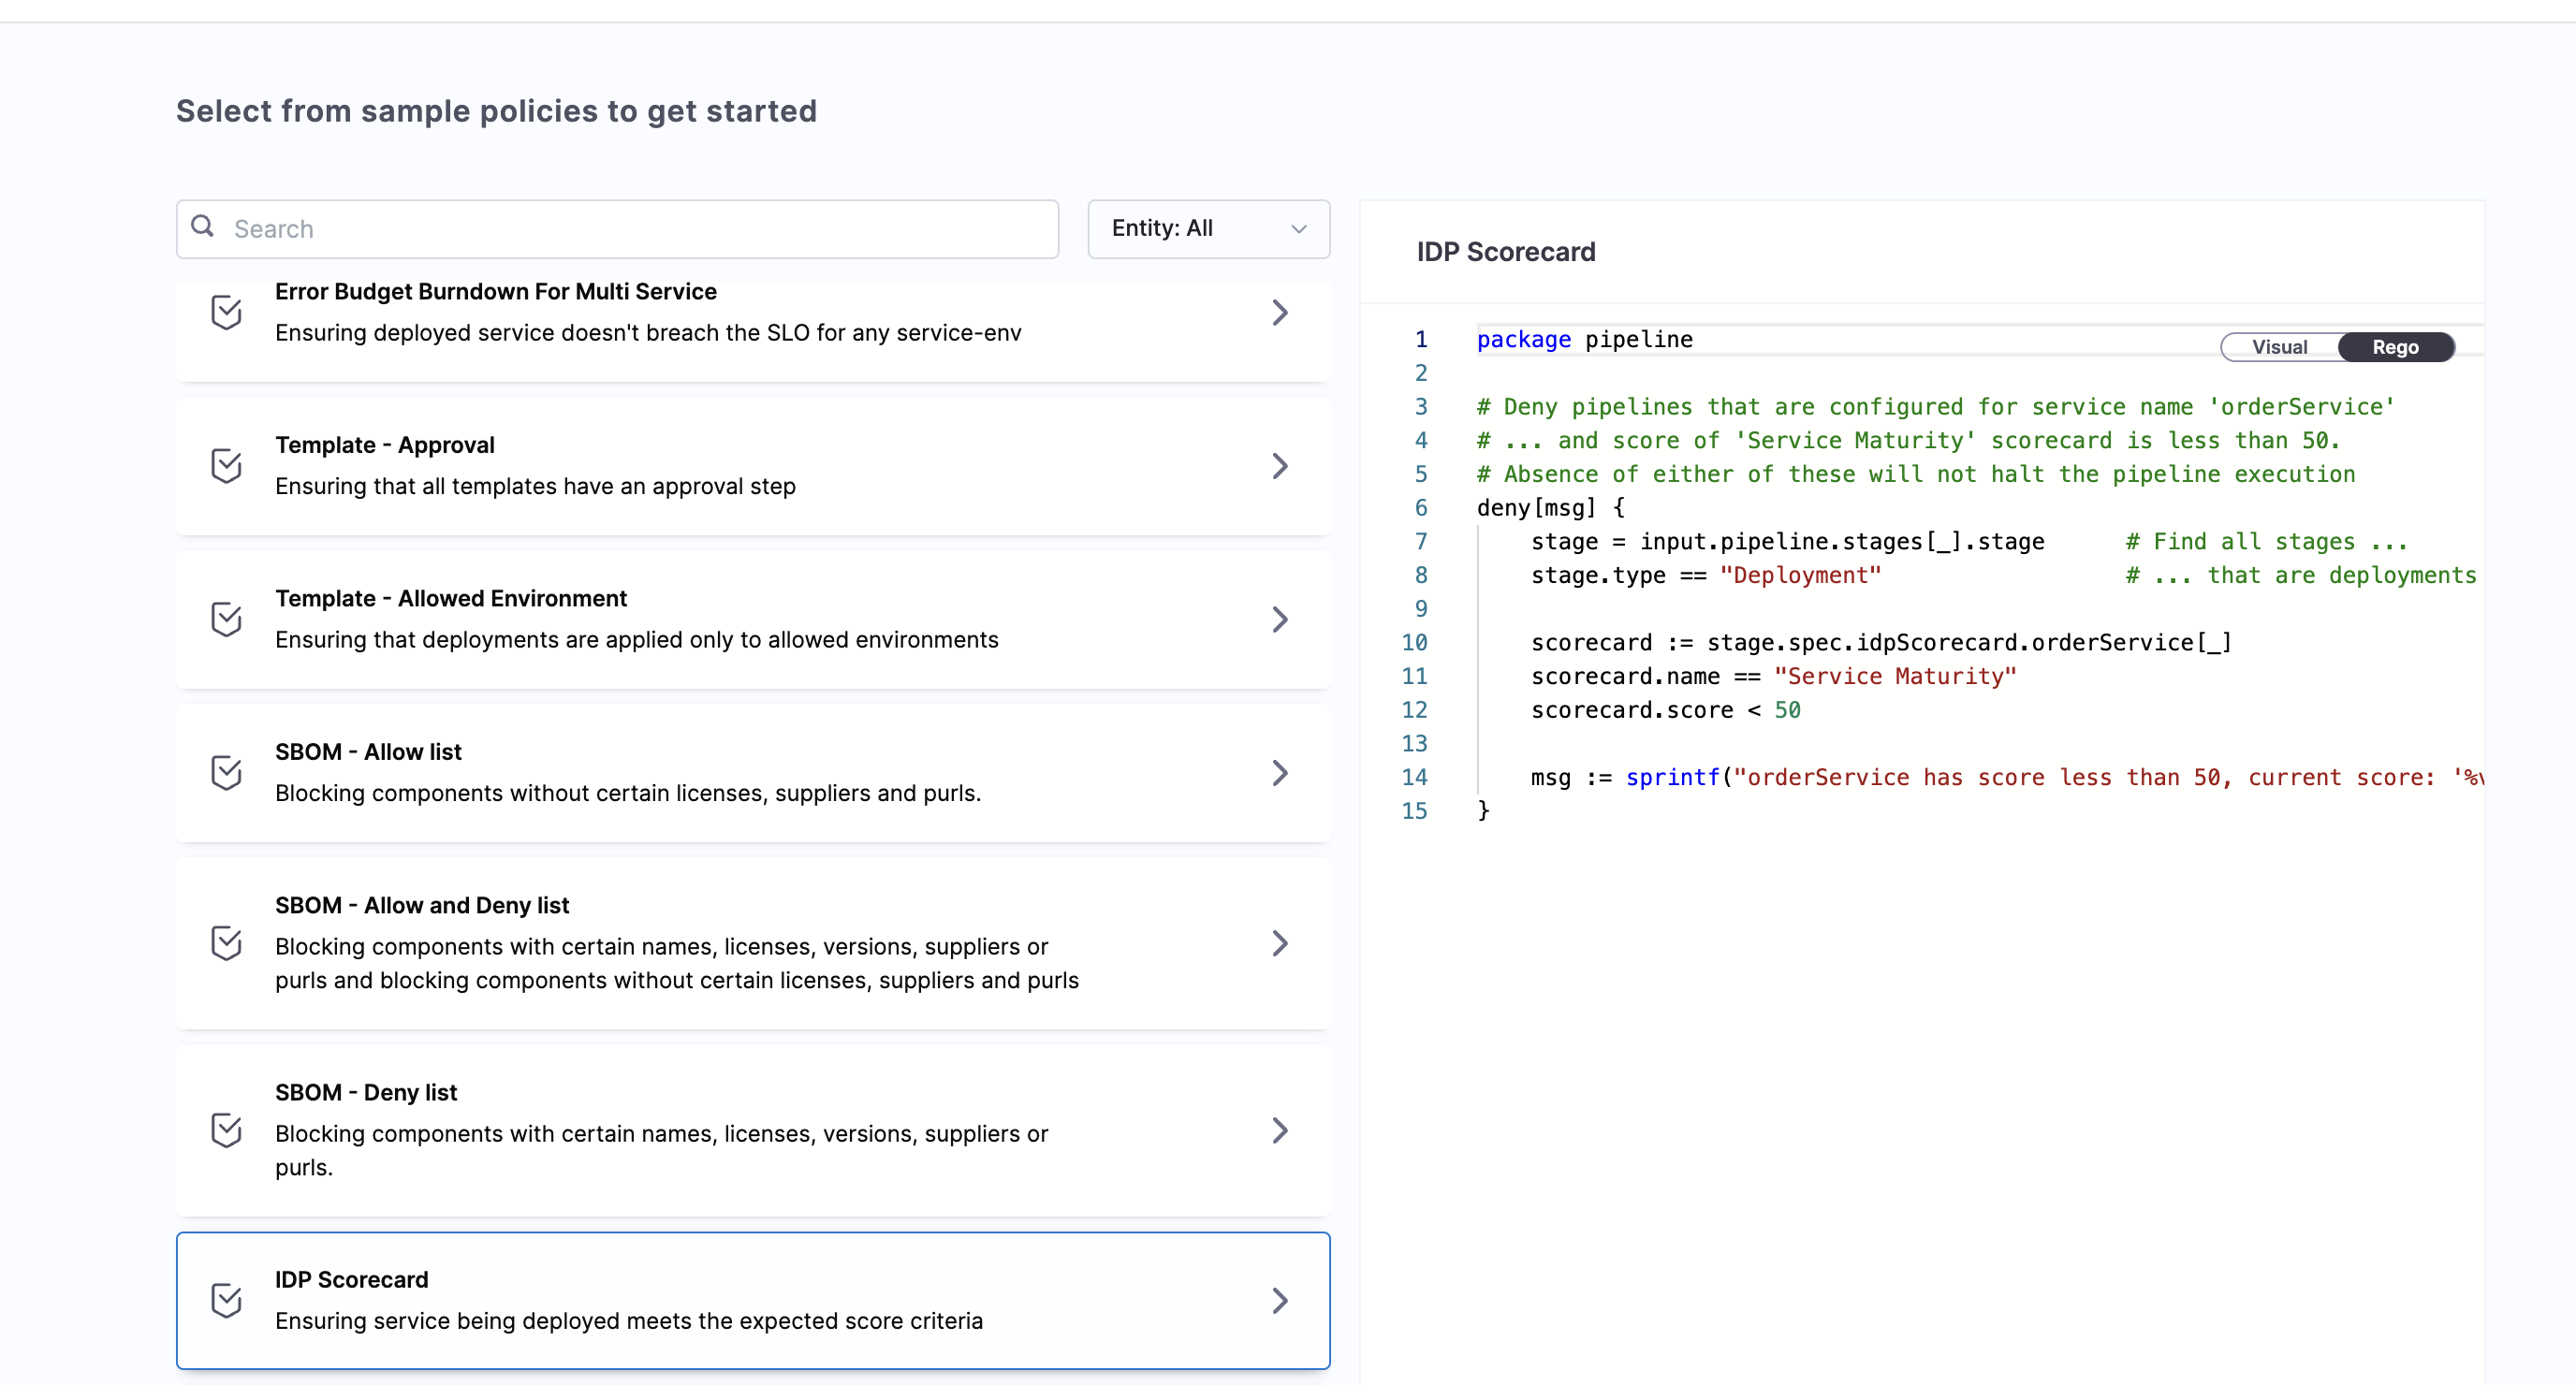 Select from sample policies to get started
Search
Entity: All
Error Budget Burndown For Multi Service
Ensuring deployed service doesn't breach the SLO for any service-env
Template - Approval
Ensuring that all templates have an approval step
Template - Allowed Environment
Ensuring that deployments are applied only to allowed environments
SBOM - Allow list
Blocking components without certain licenses, suppliers and purls.
SBOM - Allow and Deny list
Blocking components with certain names, licenses, versions, suppliers or
purls and blocking components without certain licenses, suppliers and purls
SBOM - Deny list
Blocking components with certain names, licenses, versions, suppliers or
purls.
IDP Scorecard
Ensuring service being deployed meets the expected score criteria
IDP Scorecard
Visual Rego
1 package pipeline
2
3 # Deny pipelines that are configured for service name 'orderService'
4 # ... and score of 'Service Maturity' scorecard is less than 50.
5 # Absence of either of these will not halt the pipeline execution
6 deny[msg] {
7 stage = input.pipeline.stages[_].stage # Find all stages ...
8 stage.type == "Deployment" # ... that are deployments
9
10 scorecard := stage.spec.idpScorecard.orderService[_]
11 scorecard.name == "Service Maturity"
12 scorecard.score < 50
13
14 msg := sprintf("orderService has score less than 50, current score: '%v
15 }